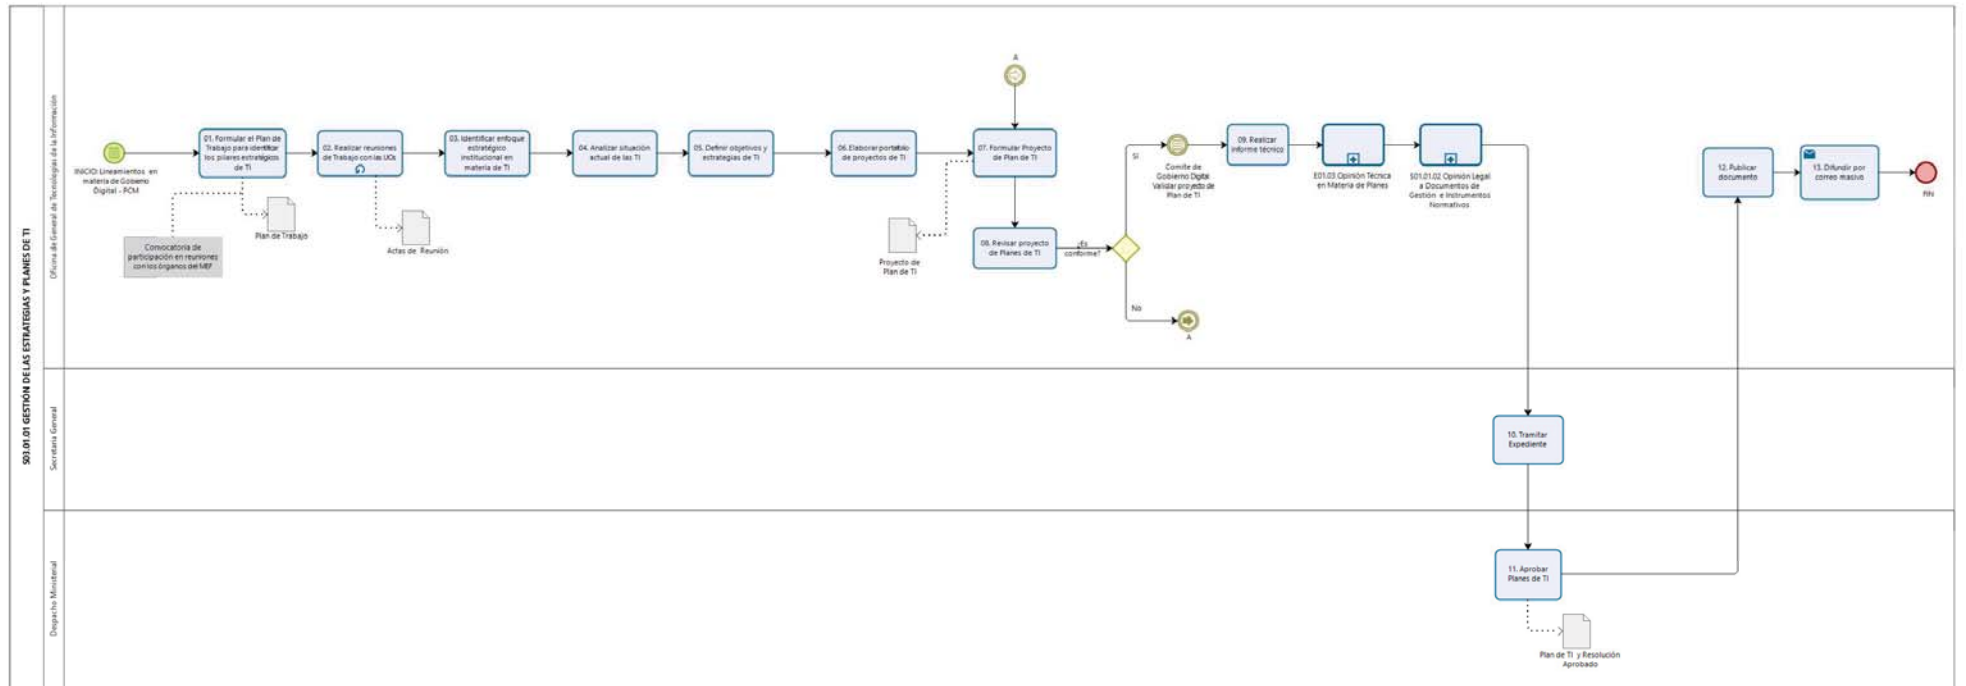 S03.01.01 GESTIÓN DE LAS ESTRATEGIAS Y PLANES DE TI
Oficina de General de Tecnologías de la Información
INICIO: Lineamientos en
materia de Gobierno
Digital - PCM
01. Formular el Plan de
Trabajo para identificar
los pilares estratégicos
de TI
Convocatoria de
participación en reuniones
con los órganos del MEF
Plan de Trabajo
02. Realizar reuniones
de Trabajo con las UOs
Actas de Reunión
03. Identificar enfoque
estratégico
institucional en
materia de TI
04. Analizar situación
actual de las TI
05. Definir objetivos y
estrategias de TI
06. Elaborar portafolio
de proyectos de TI
A
07. Formular Proyecto
de Plan de TI
Proyecto de
Plan de TI
08. Revisar proyecto
de Planes de TI
¿Es
conforme?
Si
No
A
Comite de
Gobierno Digital
Validar proyecto de
Plan de TI
09. Realizar
informe técnico
E01.03 Opinión Técnica
en Materia de Planes
S01.01.02 Opinión Legal
a Documentos de
Gestión e Instrumentos
Normativos
12. Publicar
documento
13. Difundir por
correo masivo
FIN
Secretaría General
10. Tramitar
Expediente
Despacho Ministerial
11. Aprobar
Planes de TI
Plan de TI y Resolución
Aprobado